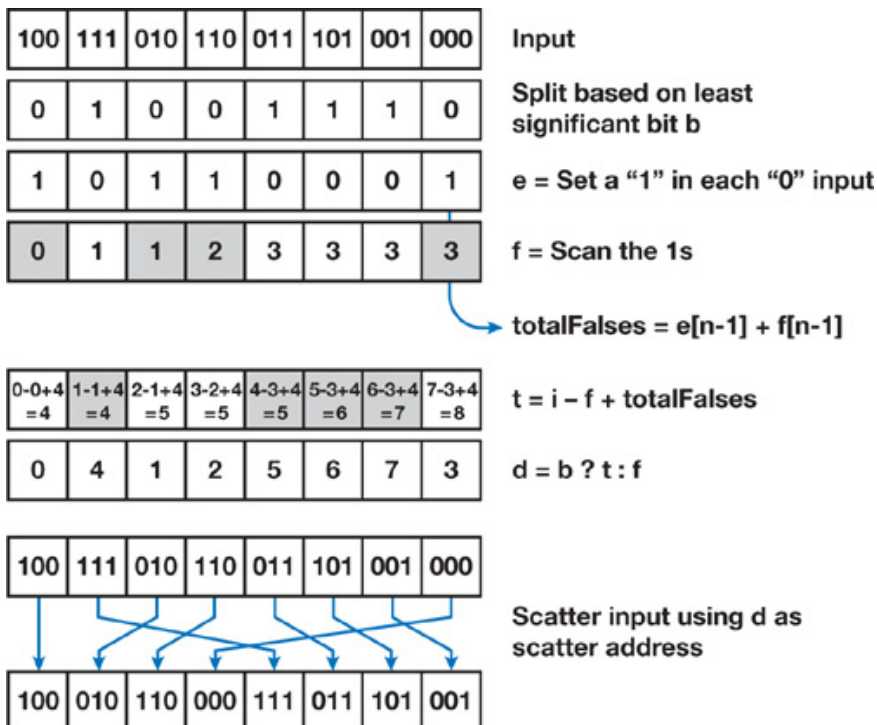 100 111 010 110 011 101 001 000 Input
0 1 0 0 1 1 1 0 Split based on least
significant bit b
1 0 1 1 0 0 0 1 e = Set a “1” in each “0” input
0 1 1 2 3 3 3 3 f = Scan the 1s
totalFalses = e[n-1] + f[n-1]
0-0+4 1-1+4 2-1+4 3-2+4 4-3+4 5-3+4 6-3+4 7-3+4
=4 =4 =5 =5 =5 =6 =7 =8
t = i – f + totalFalses
0 4 1 2 5 6 7 3 d = b ? t : f
100 111 010 110 011 101 001 000
Scatter input using d as
scatter address
100 010 110 000 111 011 101 001